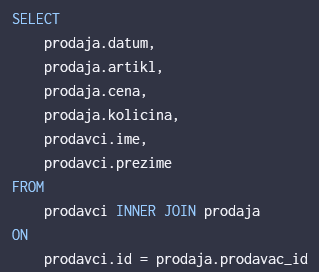 SELECT
prodaja.datum,
prodaja.artikl,
prodaja.cena,
prodaja.kolicina,
prodavci.ime,
prodavci.prezime
FROM
prodavci INNER JOIN prodaja
ON
prodavci.id = prodaja.prodavac_id